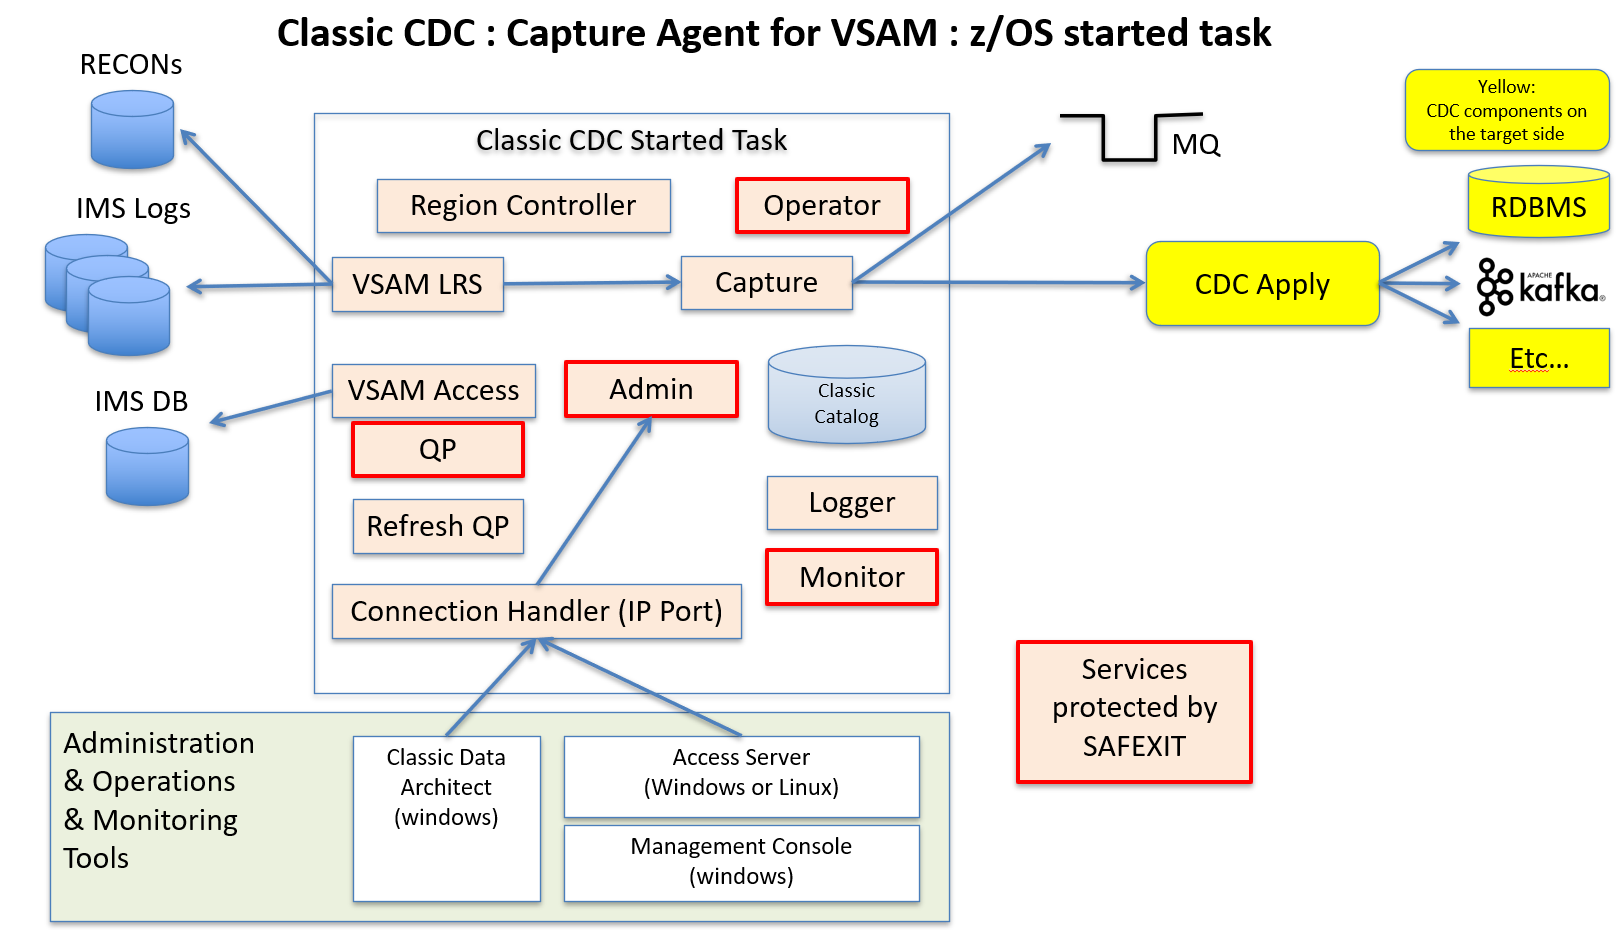 Classic CDC : Capture Agent for VSAM : z/OS started task
RECONs
IMS Logs
IMS DB
Classic CDC Started Task
Region Controller
Operator
VSAM LRS
Capture
VSAM Access
QP
Admin
Classic
Catalog
Refresh QP
Logger
Monitor
Connection Handler (IP Port)
MQ
Yellow:
CDC components on
the target side
RDBMS
CDC Apply
APACHE
kafka®
Etc...
Services
protected by
SAFEXIT
Administration
& Operations
& Monitoring
Tools
Classic Data
Architect
(windows)
Access Server
(Windows or Linux)
Management Console
(windows)